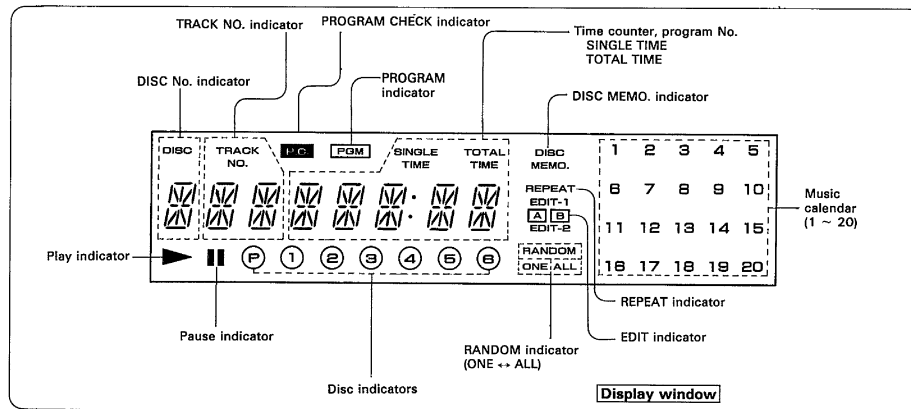 TRACK NO. indicator
PROGRAM CHECK indicator
Time counter, program No.
SINGLE TIME
TOTAL TIME
DISC No. indicator
PROGRAM
indicator
DISC MEMO. indicator
DISC
TRACK
NO.
P.C.
PGM
SINGLE
TIME
TOTAL
TIME
DISC
MEMO.
REPEAT
EDIT-1
A B
EDIT-2
RANDOM
ONE ALL
1 2 3 4 5
6 7 8 9 10
11 12 13 14 15
16 17 18 19 20
Music
calendar
(1 ~ 20)
Play indicator
P 1 2 3 4 5 6
Pause indicator
Disc indicators
RANDOM indicator
(ONE ↔ ALL)
REPEAT indicator
EDIT indicator
Display window